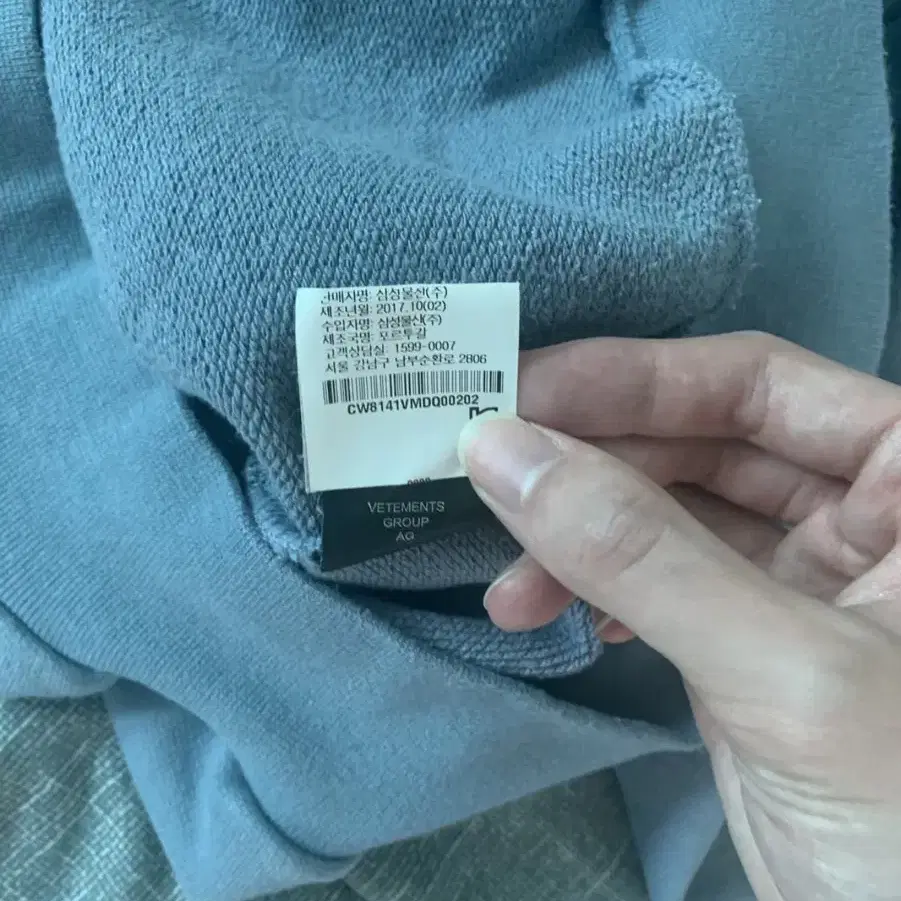 판매자명: 삼성물산(주)
제조년월: 2017.10(02)
수입자명: 삼성물산(주)
제조국명: 포르투갈
고객상담실: 1599-0007
서울 강남구 남부순환로 2806
CW8141VMDQ00202
VETEMENTS
GROUP
AG